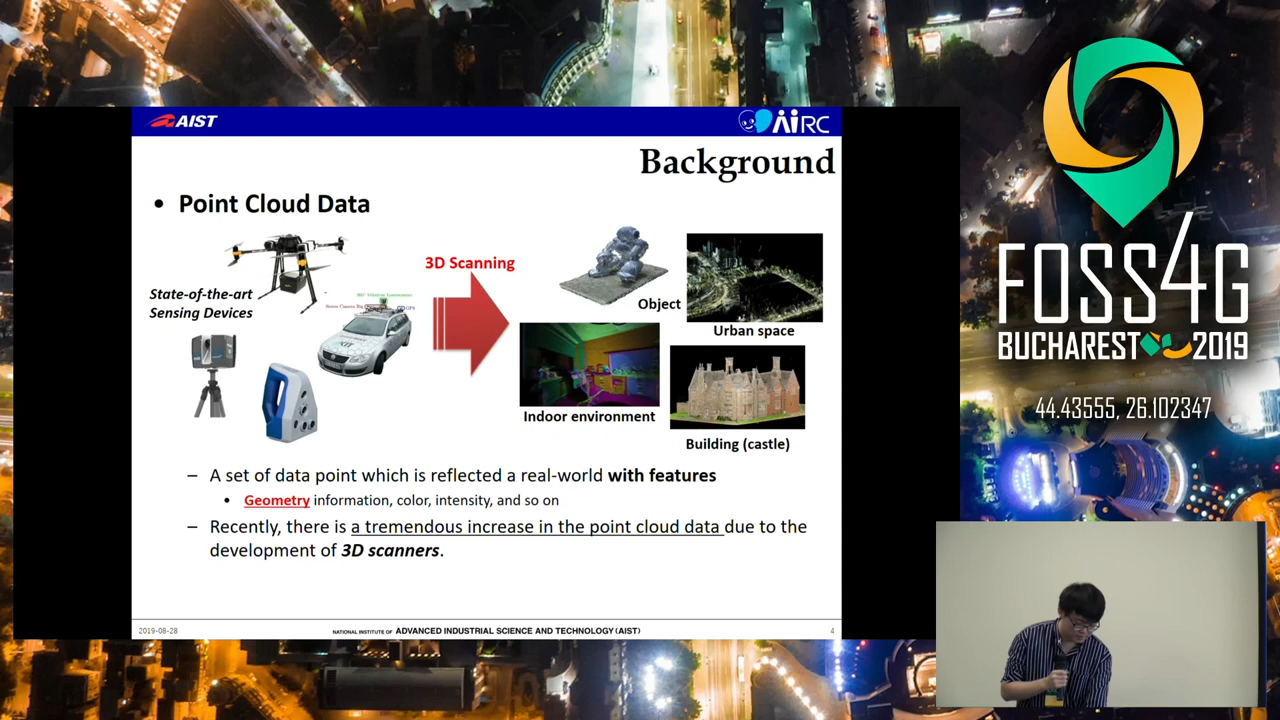 AIST
AiRC
Background
• Point Cloud Data
State-of-the-art
Sensing Devices
3D Scanning
Object
Urban space
Indoor environment
Building (castle)
– A set of data point which is reflected a real-world with features
• Geometry information, color, intensity, and so on
– Recently, there is a tremendous increase in the point cloud data due to the
development of 3D scanners.
2019-08-28
NATIONAL INSTITUTE OF ADVANCED INDUSTRIAL SCIENCE AND TECHNOLOGY (AIST)
4
FOSS4G
BUCHAREST 2019
44.43555, 26.102347